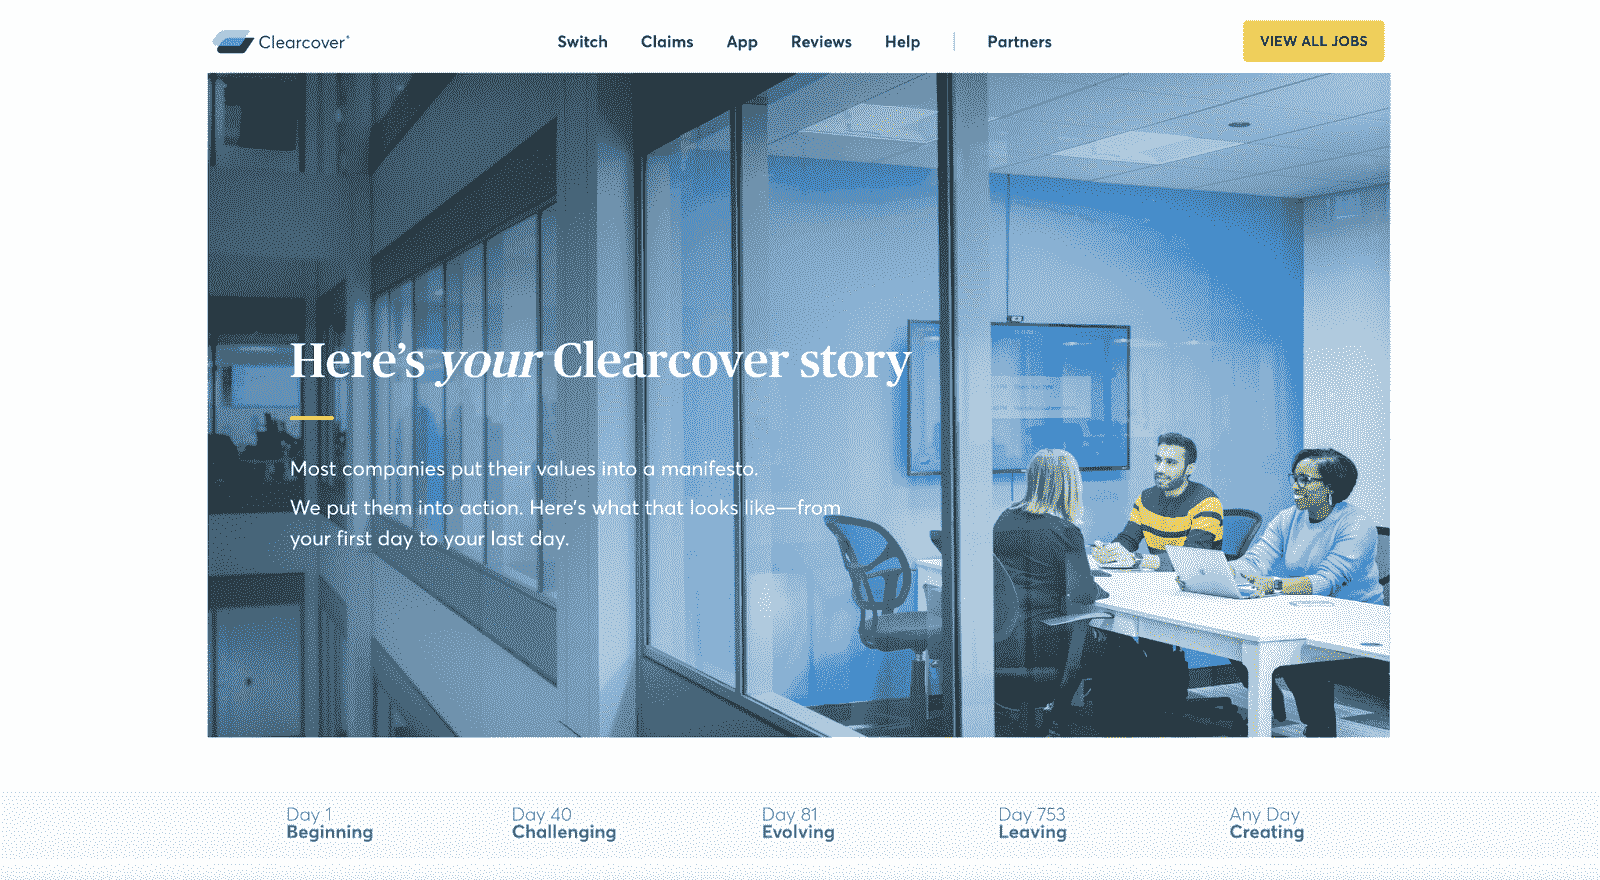 Clearcover
Switch
Claims
App
Reviews
Help
Partners
VIEW ALL JOBS
Here's your Clearcover story
Most companies put their values into a manifesto.
We put them into action. Here's what that looks like—from
your first day to your last day.
Day 1
Beginning
Day 40
Challenging
Day 81
Evolving
Day 753
Leaving
Any Day
Creating